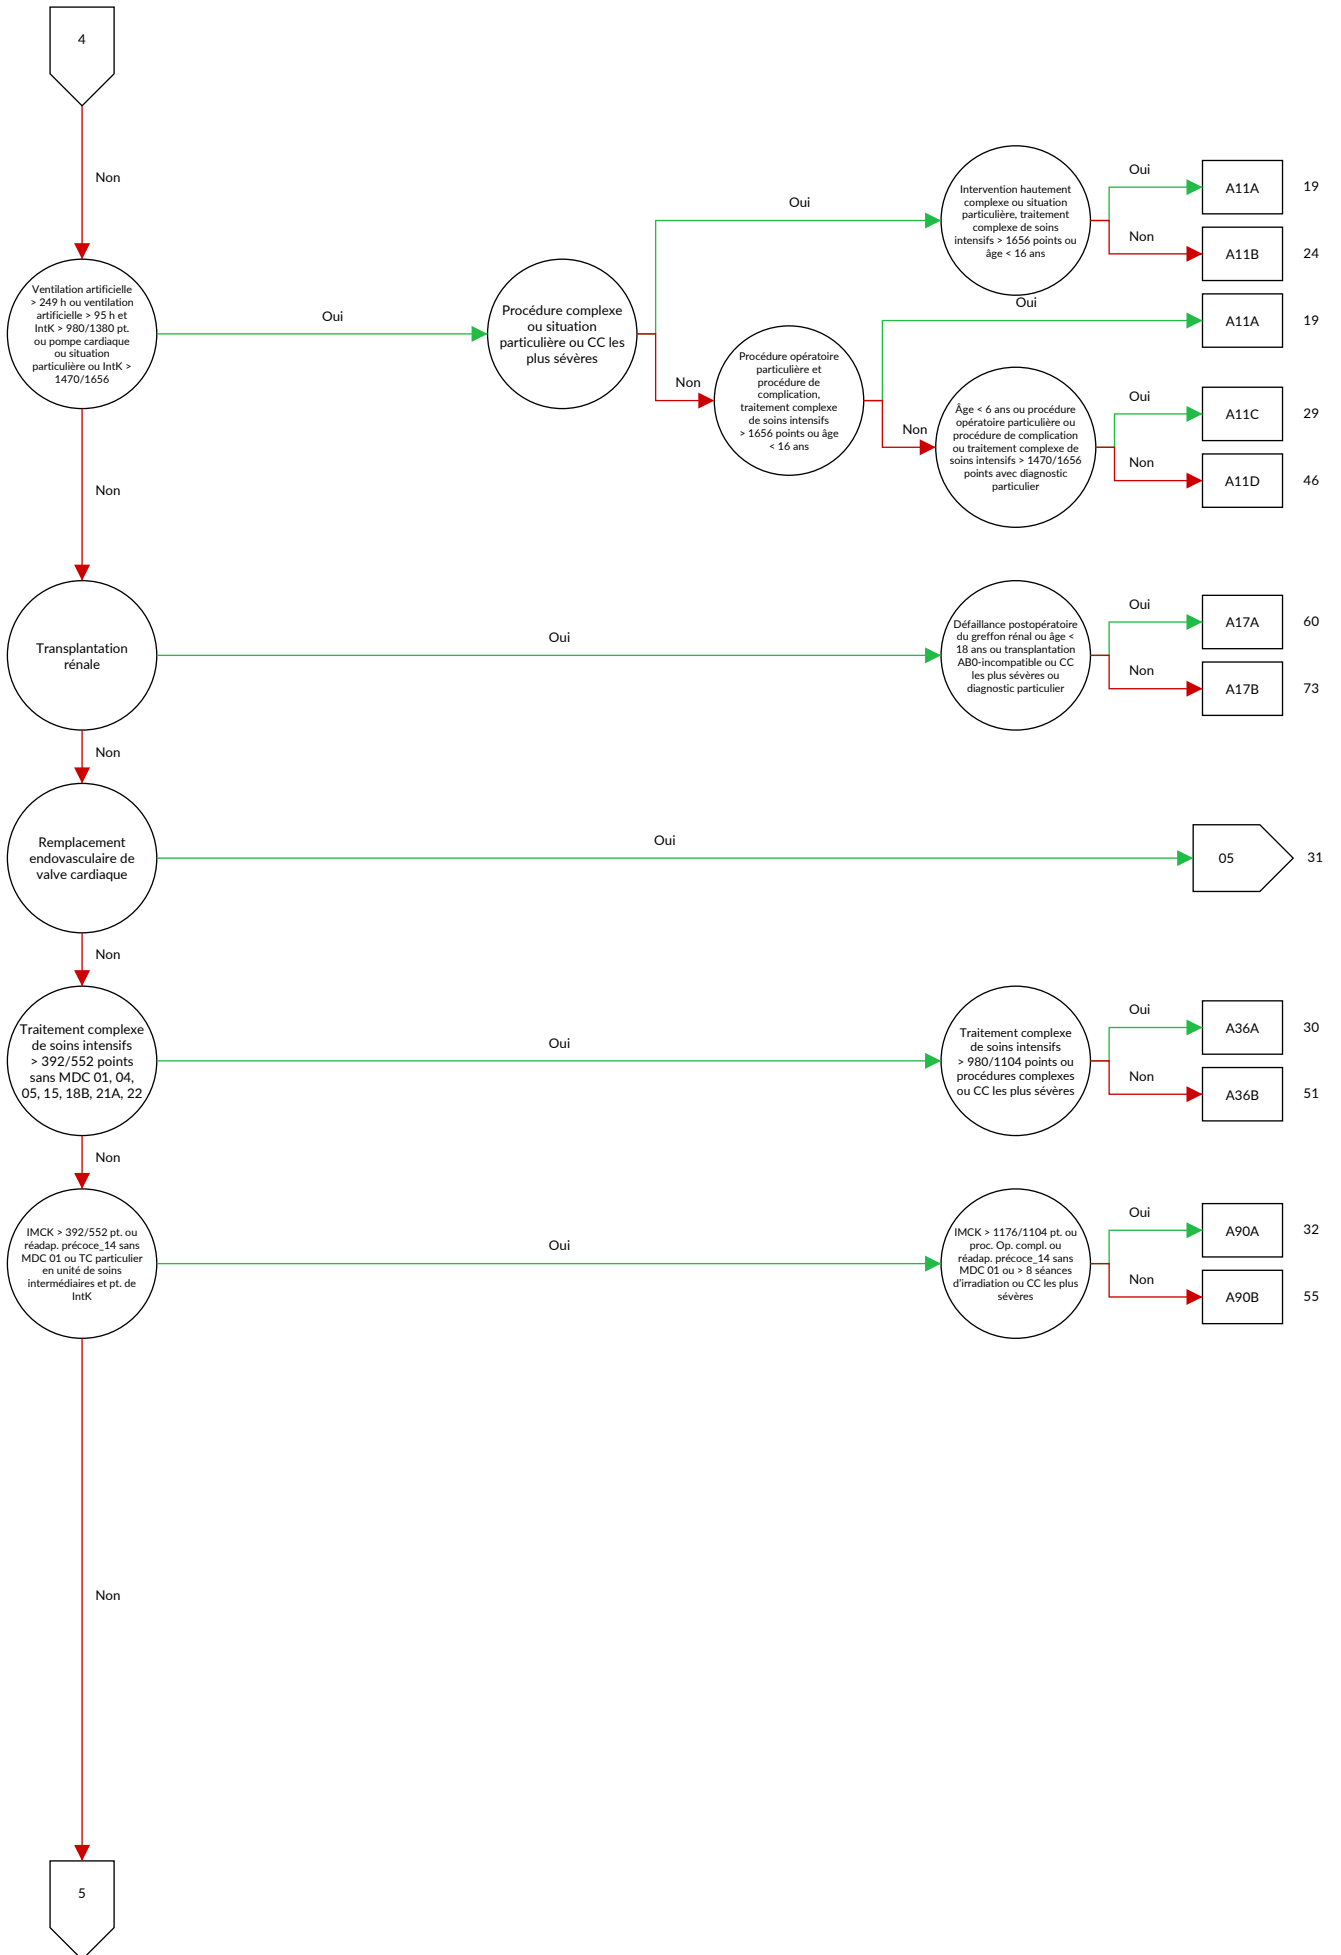 4
Non
Ventilation artificielle
> 249 h ou ventilation
artificielle > 95 h et
IntK > 980/1380 pt.
ou pompe cardiaque
ou situation
particulière ou IntK >
1470/1656
Oui
Procédure complexe
ou situation
particulière ou CC les
plus sévères
Oui
Intervention hautement
complexe ou situation
particulière, traitement
complexe de soins
intensifs > 1656 points ou
âge < 16 ans
Oui
A11A
19
Non
A11B
24
Non
Procédure opératoire
particulière et
procédure de
complication,
traitement complexe
de soins intensifs
> 1656 points ou âge
< 16 ans
Oui
A11A
19
Non
Âge < 6 ans ou procédure
opératoire particulière ou
procédure de complication
ou traitement complexe de
soins intensifs > 1470/1656
points avec diagnostic
particulier
Oui
A11C
29
Non
A11D
46
Non
Transplantation
rénale
Oui
Défaillance postopératoire
du greffon rénal ou âge <
18 ans ou transplantation
AB0-incompatible ou CC
les plus sévères ou
diagnostic particulier
Oui
A17A
60
Non
A17B
73
Non
Remplacement
endovasculaire de
valve cardiaque
Oui
05
31
Non
Traitement complexe
de soins intensifs
> 392/552 points
sans MDC 01, 04,
05, 15, 18B, 21A, 22
Oui
Traitement complexe
de soins intensifs
> 980/1104 points ou
procédures complexes
ou CC les plus sévères
Oui
A36A
30
Non
A36B
51
Non
IMCK > 392/552 pt. ou
réadap. précoce_14 sans
MDC 01 ou TC particulier
en unité de soins
intermédiaires et pt. de
IntK
Oui
IMCK > 1176/1104 pt. ou
proc. Op. compl. ou
réadap. précoce_14 sans
MDC 01 ou > 8 séances
d'irradiation ou CC les plus
sévères
Oui
A90A
32
Non
A90B
55
Non
5